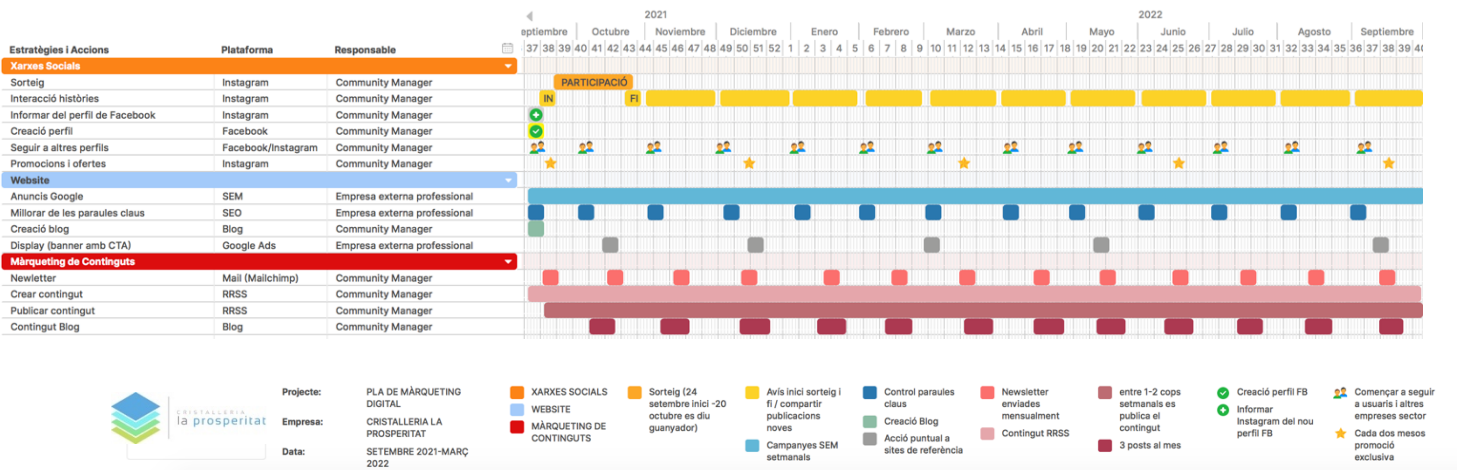 2021 2022
eptiembre Octubre Noviembre Diciembre Enero Febrero Marzo Abril Mayo Junio Julio Agosto Septiembre
Estratègies i Accions Plataforma Responsable 37 38 39 40 41 42 43 44 45 46 47 48 49 50 51 52 1 2 3 4 5 6 7 8 9 10 11 12 13 14 15 16 17 18 19 20 21 22 23 24 25 26 27 28 29 30 31 32 33 34 35 36 37 38 39 40
Xarxes Socials
Sorteig Instagram Community Manager PARTICIPACIÓ
Interacció històries Instagram Community Manager IN FI
Informar del perfil de Facebook Instagram Community Manager
Creació perfil Facebook Community Manager
Seguir a altres perfils Facebook/Instagram Community Manager
Promocions i ofertes Instagram Community Manager
Website
Anuncis Google SEM Empresa externa professional
Millorar de les paraules claus SEO Empresa externa professional
Creació blog Blog Empresa externa professional
Display (banner amb CTA) Google Ads Empresa externa professional
Màrqueting de Continguts
Newletter Mail (Mailchimp) Community Manager
Crear contingut RRSS Community Manager
Publicar contingut RRSS Community Manager
Contingut Blog Blog Community Manager
CRISTALLERIA
la prosperitat
Projecte: PLA DE MÀRQUETING
DIGITAL
Empresa: CRISTALLERIA LA
PROSPERITAT
Data: SETEMBRE 2021-MARÇ
2022
XARXES SOCIALS
WEBSITE
MÀRQUETING DE
CONTINGUTS
Sorteig (24
setembre inici -20
octubre es diu
guanyador)
Avís inici sorteig i
fi / compartir
publicacions
noves
Campanyes SEM
setmanals
Control paraules
claus
Creació Blog
Acció puntual a
sites de referència
Newsletter
enviades
mensualment
Contingut RRSS
entre 1-2 cops
setmanals es
publica el
contingut
3 posts al mes
Creació perfil FB
Informar
Instagram del nou
perfil FB
Començar a seguir
a usuaris i altres
empreses sector
Cada dos mesos
promoció
exclusiva